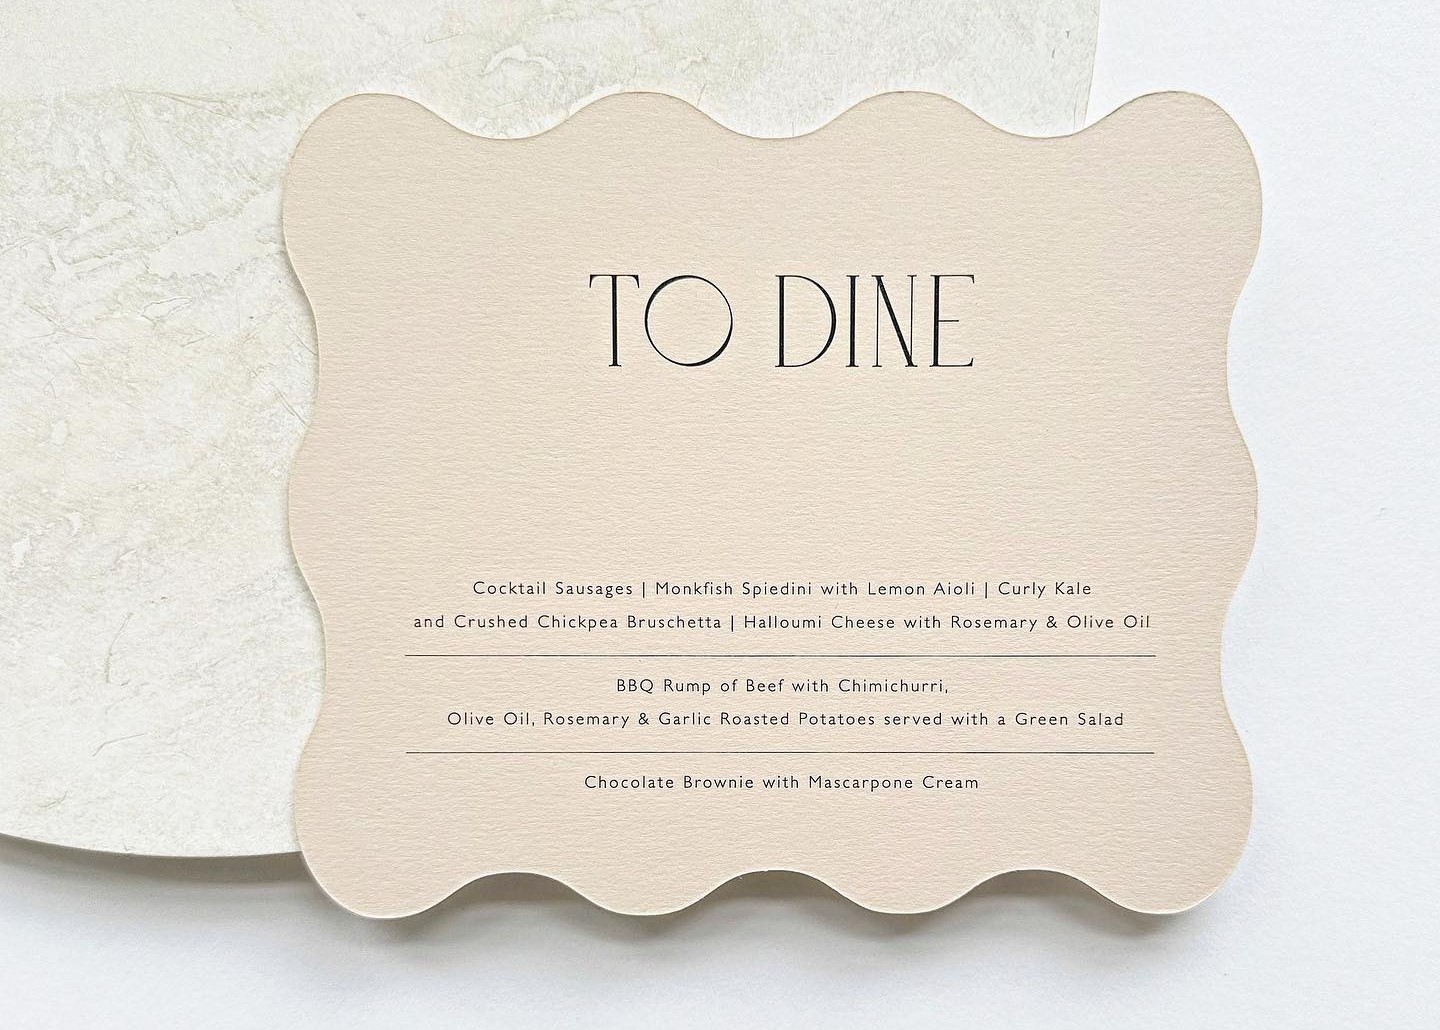 TO DINE
Cocktail Sausages | Monkfish Spiedini with Lemon Aioli | Curly Kale
and Crushed Chickpea Bruschetta | Halloumi Cheese with Rosemary & Olive Oil
BBQ Rump of Beef with Chimichurri,
Olive Oil, Rosemary & Garlic Roasted Potatoes served with a Green Salad
Chocolate Brownie with Mascarpone Cream